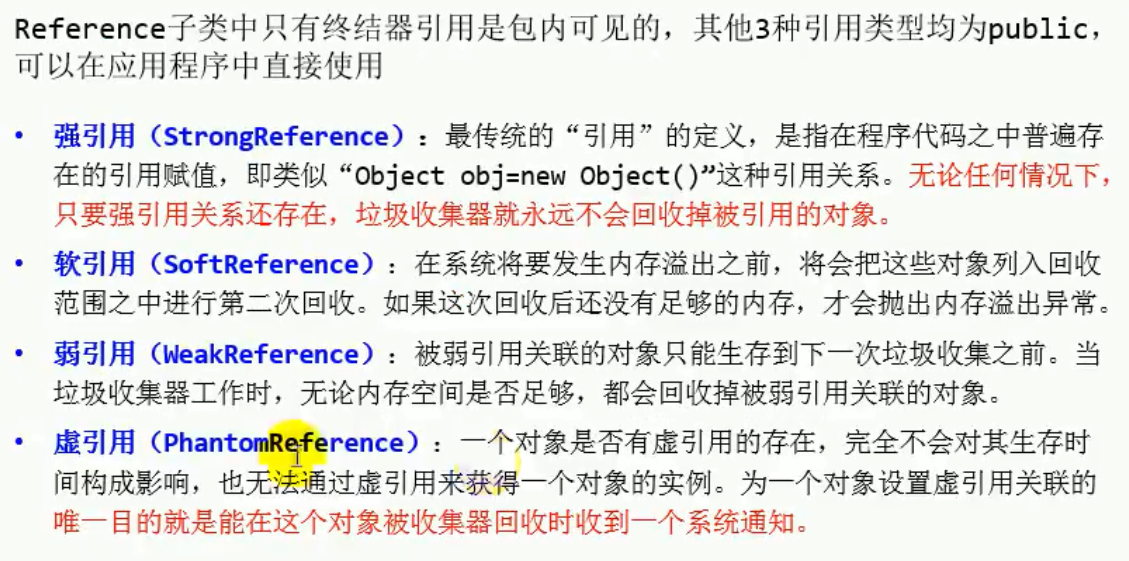 Reference子类中只有终结器引用是包内可见的，其他3种引用类型均为public，
可以在应用程序中直接使用
• 强引用（StrongReference）：最传统的“引用”的定义，是指在程序代码之中普遍存
在的引用赋值，即类似“Object obj=new Object()”这种引用关系。无论任何情况下，
只要强引用关系还存在，垃圾收集器就永远不会回收掉被引用的对象。
• 软引用（SoftReference）：在系统将要发生内存溢出之前，将会把这些对象列入回收
范围之中进行第二次回收。如果这次回收后还没有足够的内存，才会抛出内存溢出异常。
• 弱引用（WeakReference）：被弱引用关联的对象只能生存到下一次垃圾收集之前。当
垃圾收集器工作时，无论内存空间是否足够，都会回收掉被弱引用关联的对象。
• 虚引用（PhantomReference）：一个对象是否有虚引用的存在，完全不会对其生存时
间构成影响，也无法通过虚引用来获得一个对象的实例。为一个对象设置虚引用关联的
唯一目的就是能在这个对象被收集器回收时收到一个系统通知。